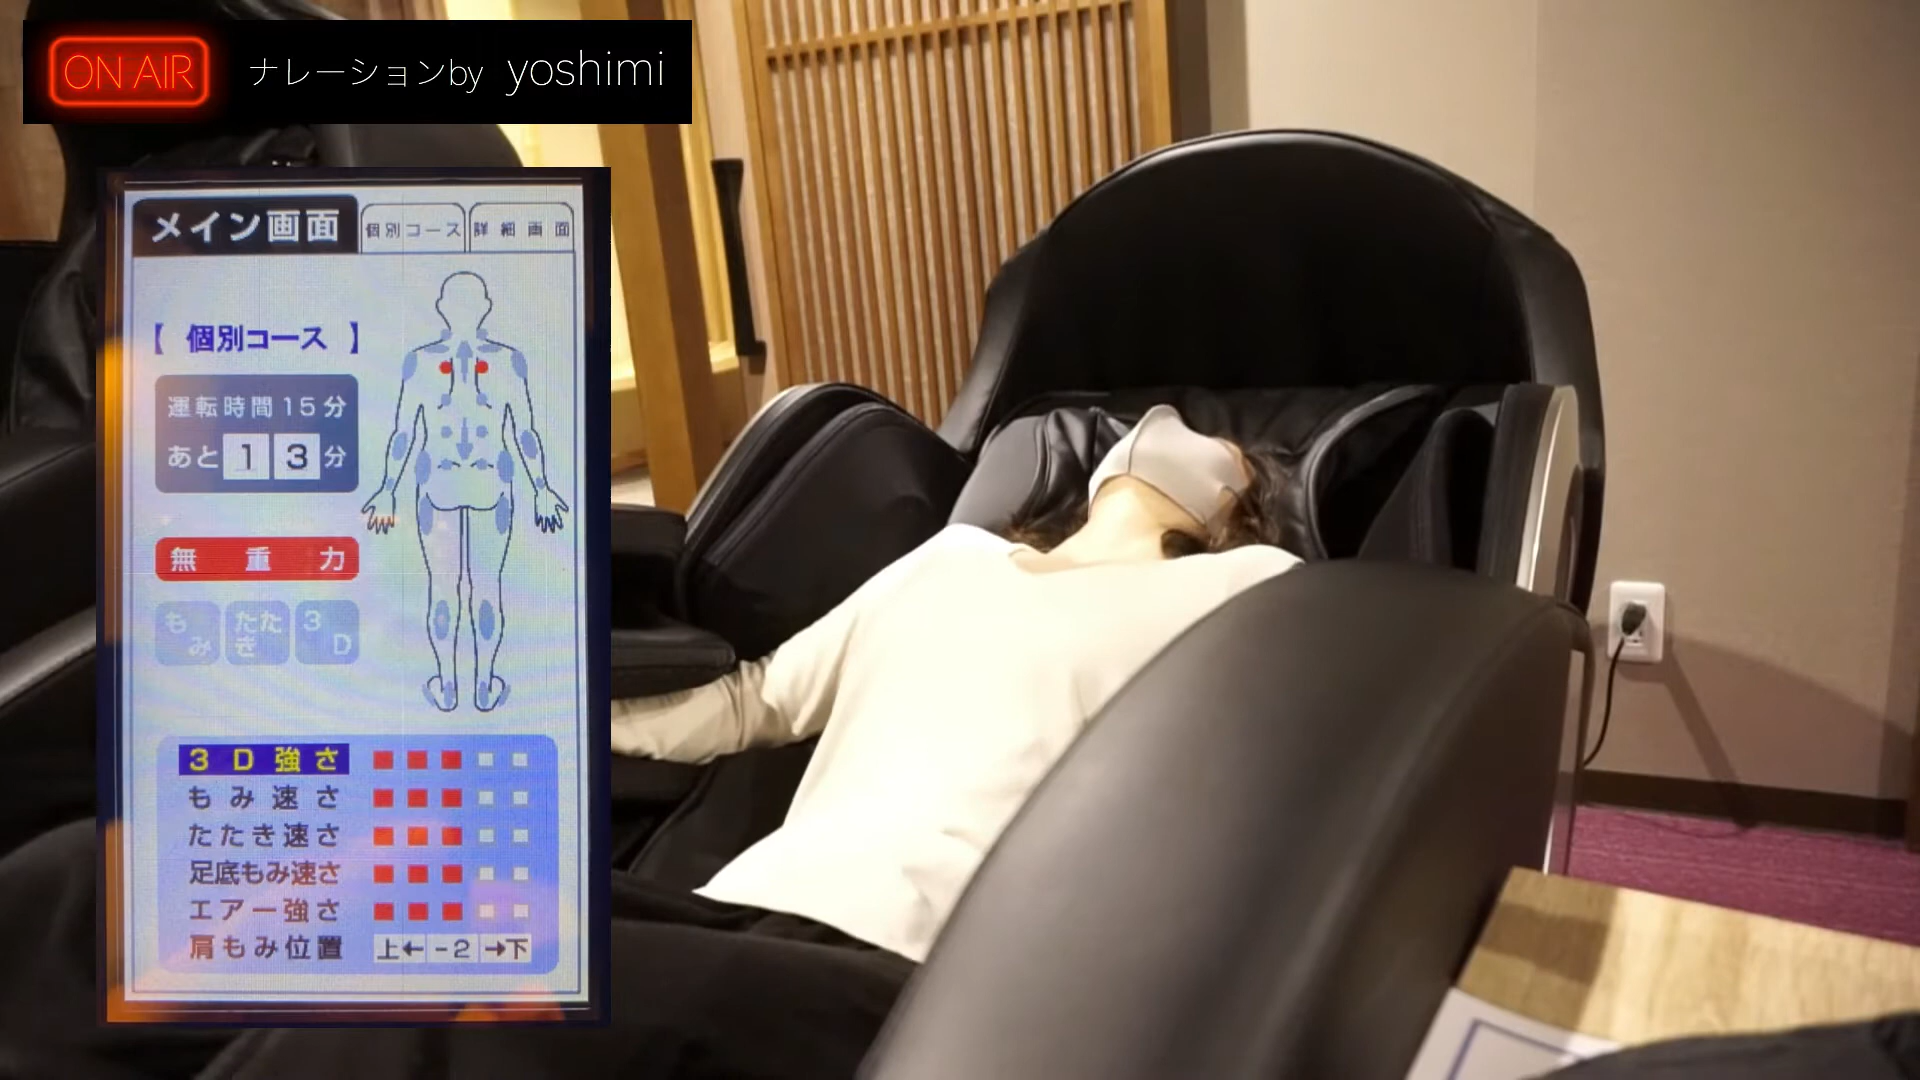 ON AIR ナレーションby yoshimi
メイン画面 個別コース 詳細画面
【 個別コース 】
運転時間15分
あと13分
無重力
もみ たたき 3D
3D強さ
もみ速さ
たたき速さ
足底もみ速さ
エアー強さ
肩もみ位置 上← -2 →下